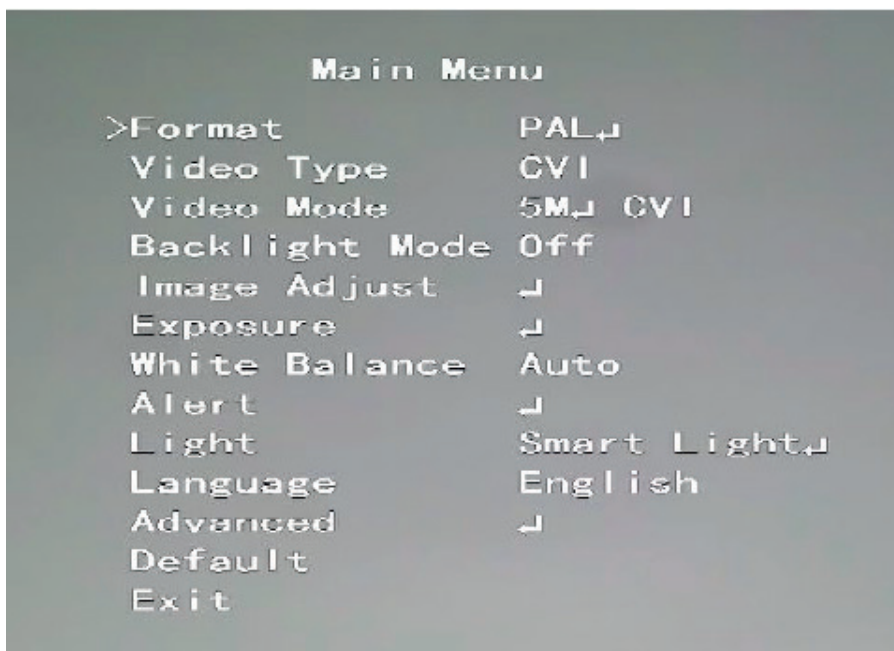 Main Menu
>Format PAL↵
Video Type CVI
Video Mode 5M↵ CVI
Backlight Mode Off
Image Adjust ↵
Exposure ↵
White Balance Auto
Alert ↵
Light Smart Light↵
Language English
Advanced ↵
Default
Exit